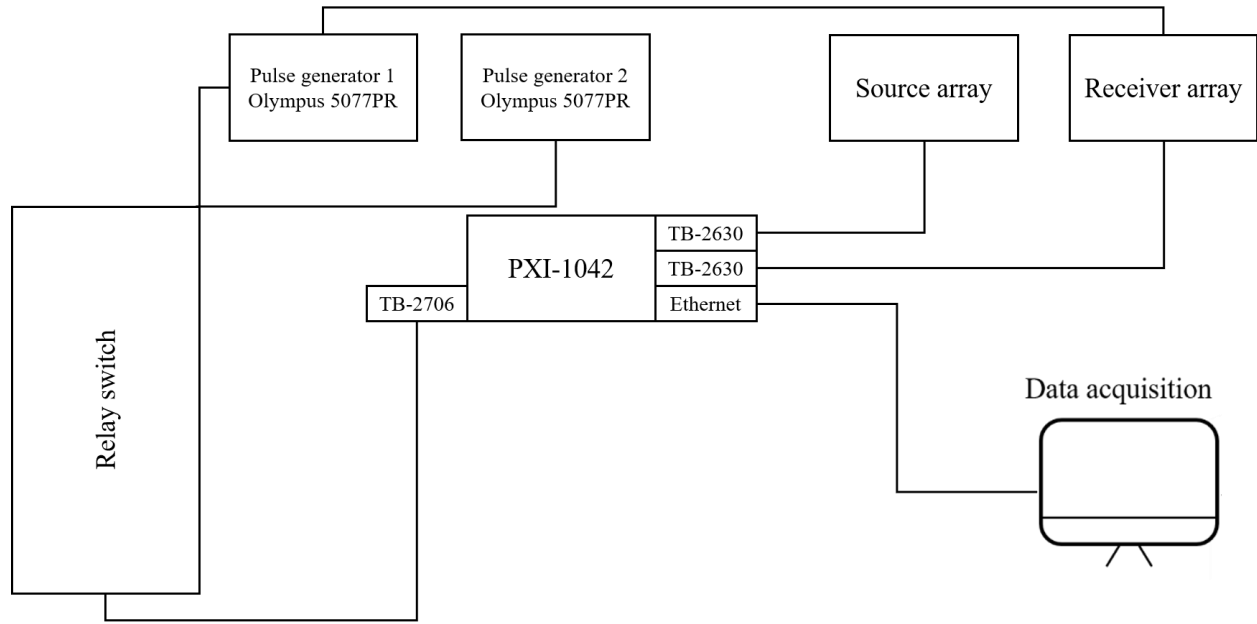 Pulse generator 1
Olympus 5077PR
Pulse generator 2
Olympus 5077PR
Source array
Receiver array
PXI-1042
TB-2630
TB-2630
Ethernet
TB-2706
Relay switch
Data acquisition